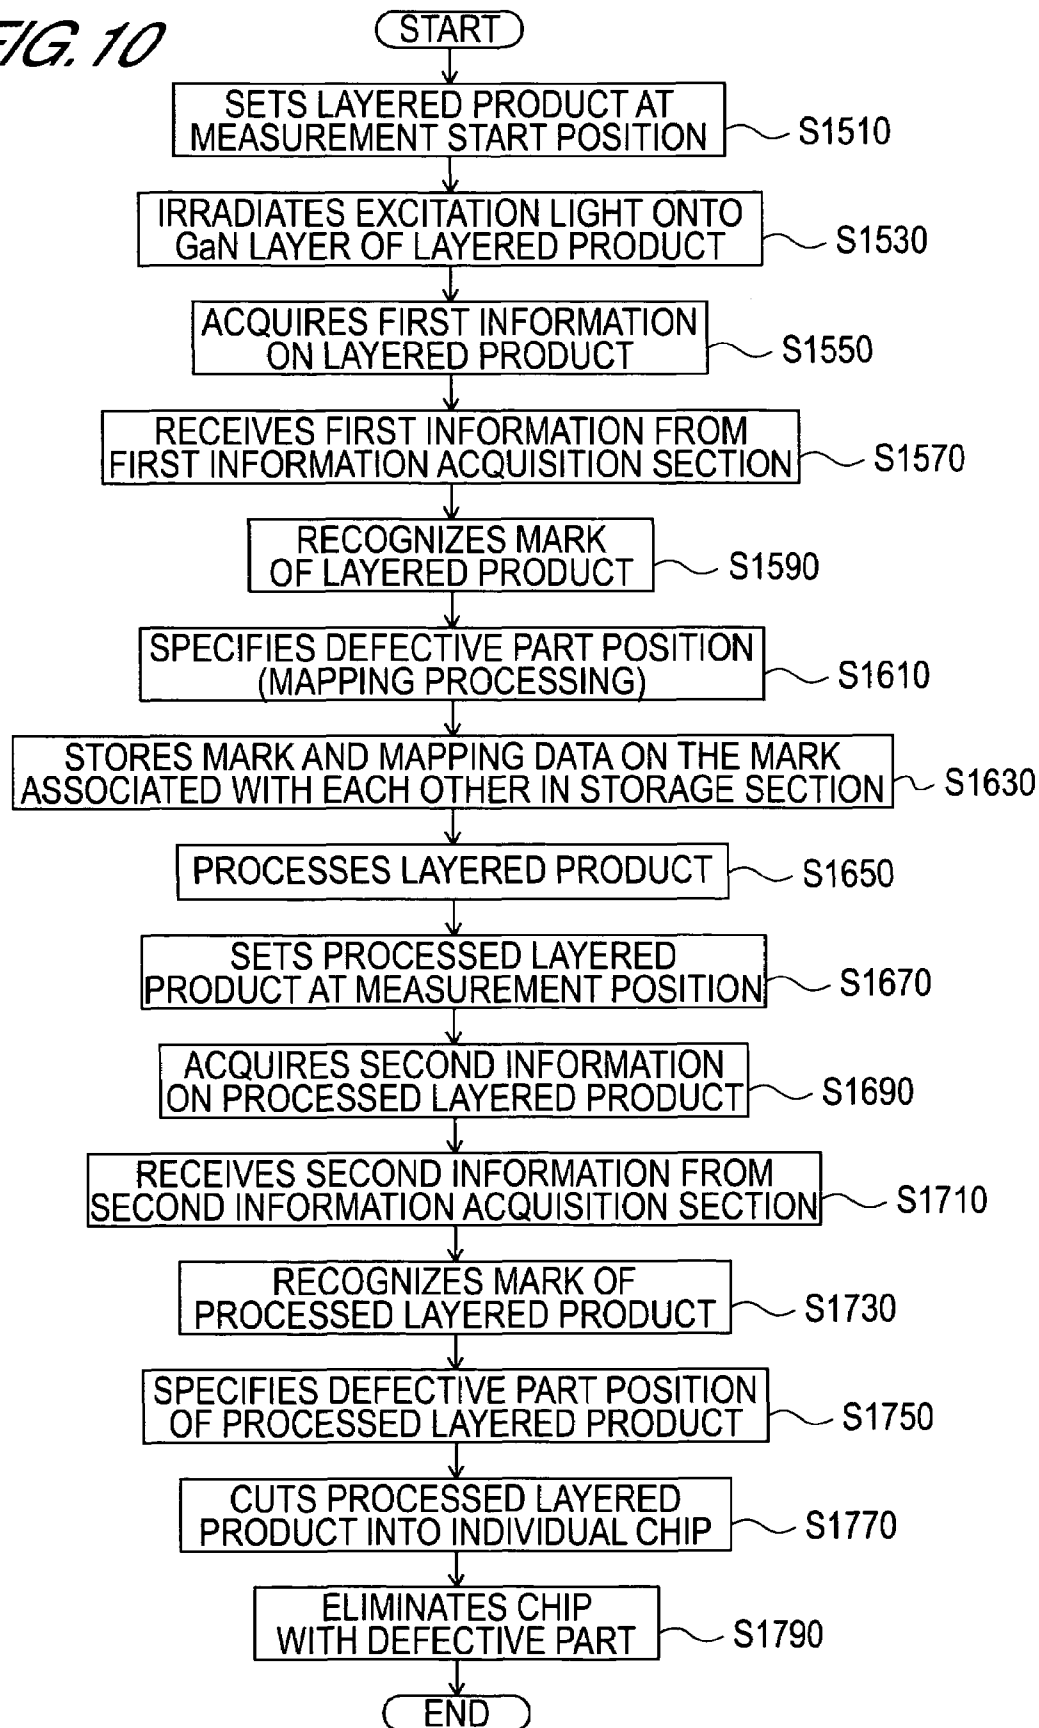 FIG. 10
START
SETS LAYERED PRODUCT AT
MEASUREMENT START POSITION
S1510
IRRADIATES EXCITATION LIGHT ONTO
GaN LAYER OF LAYERED PRODUCT
S1530
ACQUIRES FIRST INFORMATION
ON LAYERED PRODUCT
S1550
RECEIVES FIRST INFORMATION FROM
FIRST INFORMATION ACQUISITION SECTION
S1570
RECOGNIZES MARK
OF LAYERED PRODUCT
S1590
SPECIFIES DEFECTIVE PART POSITION
(MAPPING PROCESSING)
S1610
STORES MARK AND MAPPING DATA ON THE MARK
ASSOCIATED WITH EACH OTHER IN STORAGE SECTION
S1630
PROCESSES LAYERED PRODUCT
S1650
SETS PROCESSED LAYERED
PRODUCT AT MEASUREMENT POSITION
S1670
ACQUIRES SECOND INFORMATION
ON PROCESSED LAYERED PRODUCT
S1690
RECEIVES SECOND INFORMATION FROM
SECOND INFORMATION ACQUISITION SECTION
S1710
RECOGNIZES MARK OF
PROCESSED LAYERED PRODUCT
S1730
SPECIFIES DEFECTIVE PART POSITION
OF PROCESSED LAYERED PRODUCT
S1750
CUTS PROCESSED LAYERED
PRODUCT INTO INDIVIDUAL CHIP
S1770
ELIMINATES CHIP
WITH DEFECTIVE PART
S1790
END